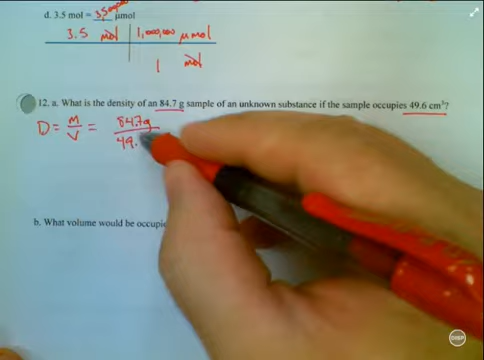 d. 3.5 mol = 3,500,000 µmol
3.5 mol 1,000,000 µmol
1 mol
12. a. What is the density of an 84.7 g sample of an unknown substance if the sample occupies 49.6 cm³?
D = M/V = 84.7g/49.
b. What volume would be